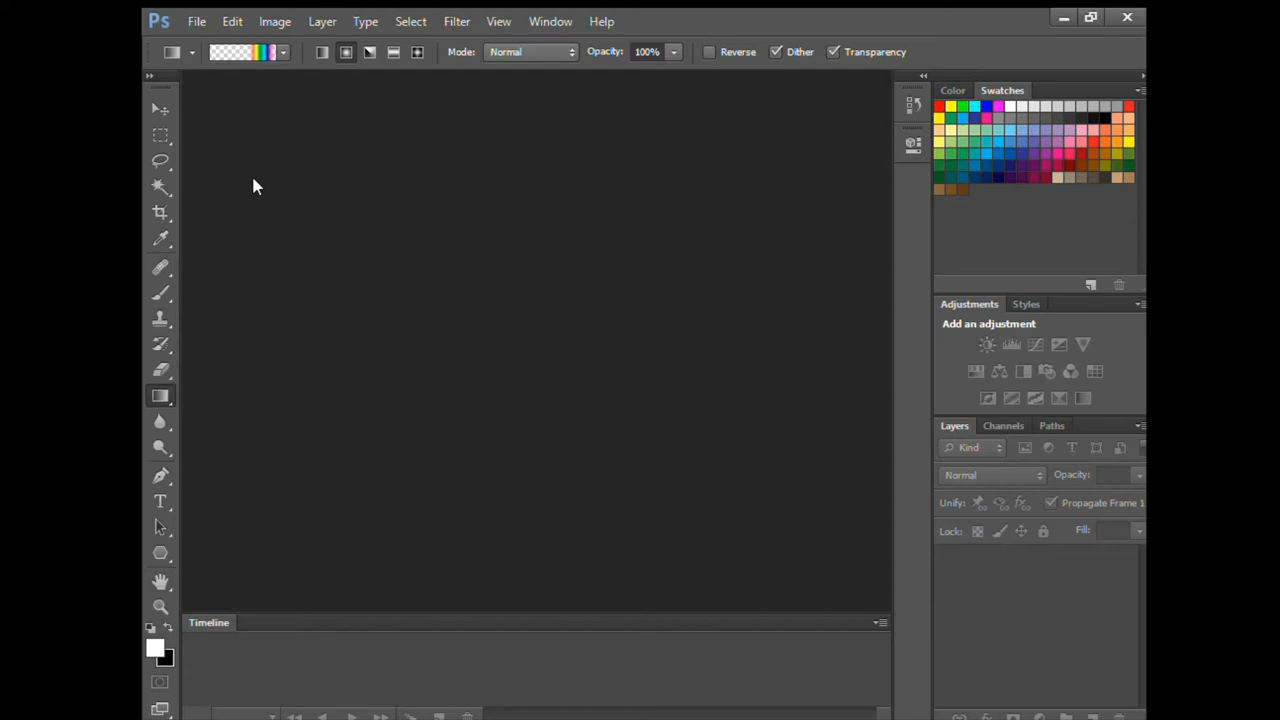 Ps File Edit Image Layer Type Select Filter View Window Help
Mode: Normal Opacity: 100% Reverse Dither Transparency
Color Swatches
Adjustments Styles
Add an adjustment
Layers Channels Paths
Kind T
Normal Opacity:
Unify: Propagate Frame 1
Lock: Fill:
T
Timeline